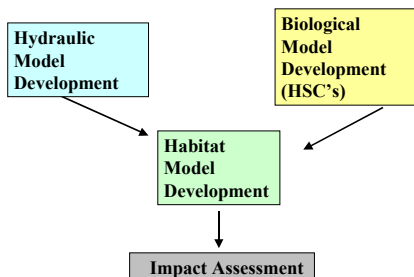 Hydraulic
Model
Development
Biological
Model
Development
(HSC's)
Habitat
Model
Development
Impact Assessment